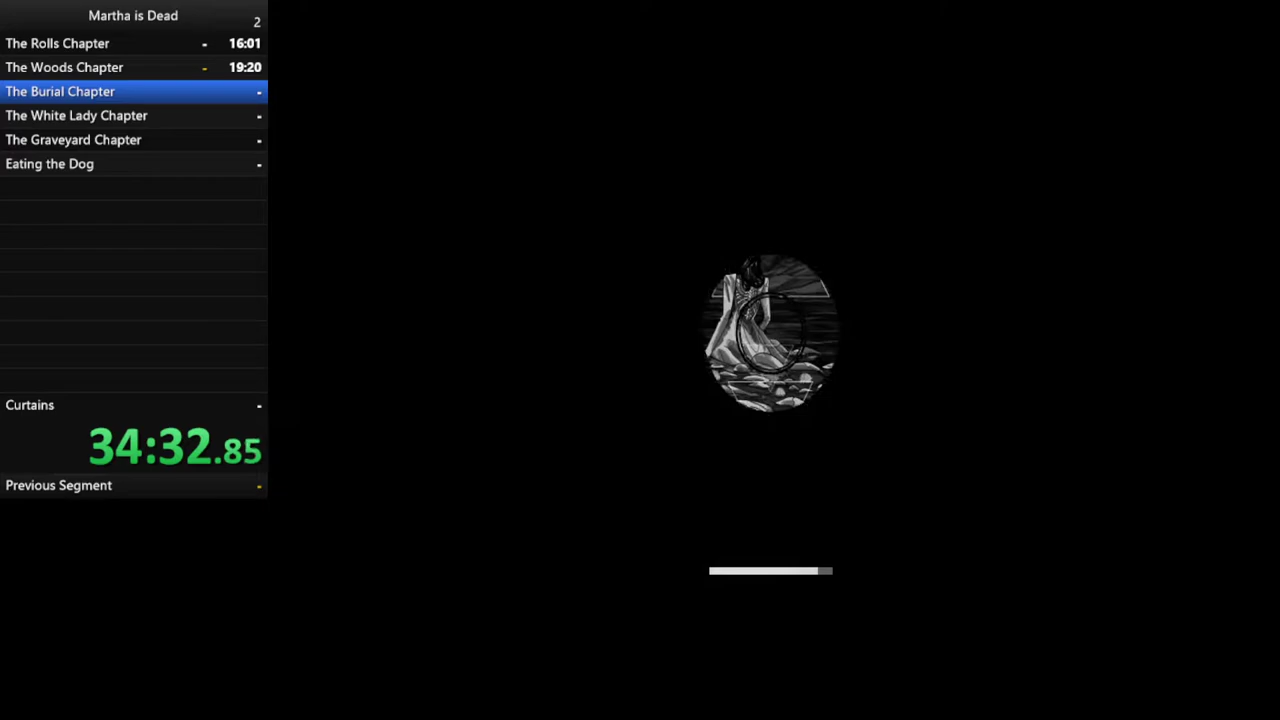 Martha is Dead
2
The Rolls Chapter - 16:01
The Woods Chapter - 19:20
The Burial Chapter -
The White Lady Chapter -
The Graveyard Chapter -
Eating the Dog -
Curtains -
34:32.85
Previous Segment -